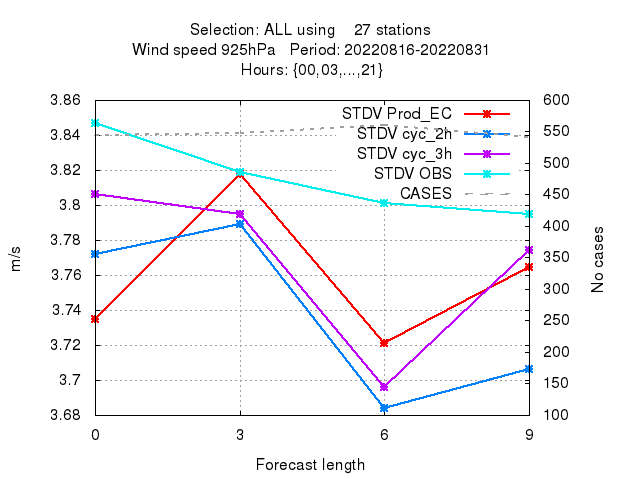 Selection: ALL using 27 stations
Wind speed 925hPa Period: 20220816-20220831
Hours: {00,03,...,21}
3.86
3.84
3.82
3.8
3.78
3.76
3.74
3.72
3.7
3.68
600
550
500
450
400
350
300
250
200
150
100
STDV Prod_EC
STDV cyc_2h
STDV cyc_3h
STDV OBS
CASES
m/s
No cases
0 3 6 9
Forecast length